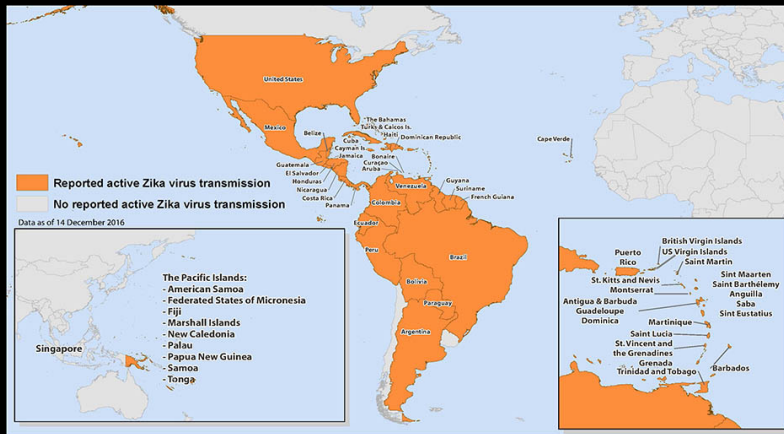 United States
Mexico
The Bahamas
Turks & Caicos Is.
Haiti
Dominican Republic
Belize
Cuba
Cayman Is
Jamaica
Bonaire
Curaçao
Aruba
Cape Verde
Guatemala
El Salvador
Honduras
Nicaragua
Costa Rica
Panama
Venezuela
Guyana
Suriname
French Guiana
Colombia
Ecuador
Peru
Brazil
Bolivia
Paraguay
Argentina
Reported active Zika virus transmission
No reported active Zika virus transmission
Data as of 14 December 2016
Singapore
The Pacific Islands:
- American Samoa
- Federated States of Micronesia
- Fiji
- Marshall Islands
- New Caledonia
- Palau
- Papua New Guinea
- Samoa
- Tonga
Puerto
Rico
British Virgin Islands
US Virgin Islands
Saint Martin
St. Kitts and Nevis
Montserrat
Antigua & Barbuda
Guadeloupe
Dominica
Sint Maarten
Saint Barthélemy
Anguilla
Saba
Sint Eustatius
Martinique
Saint Lucia
St. Vincent and
the Grenadines
Grenada
Trinidad and Tobago
Barbados